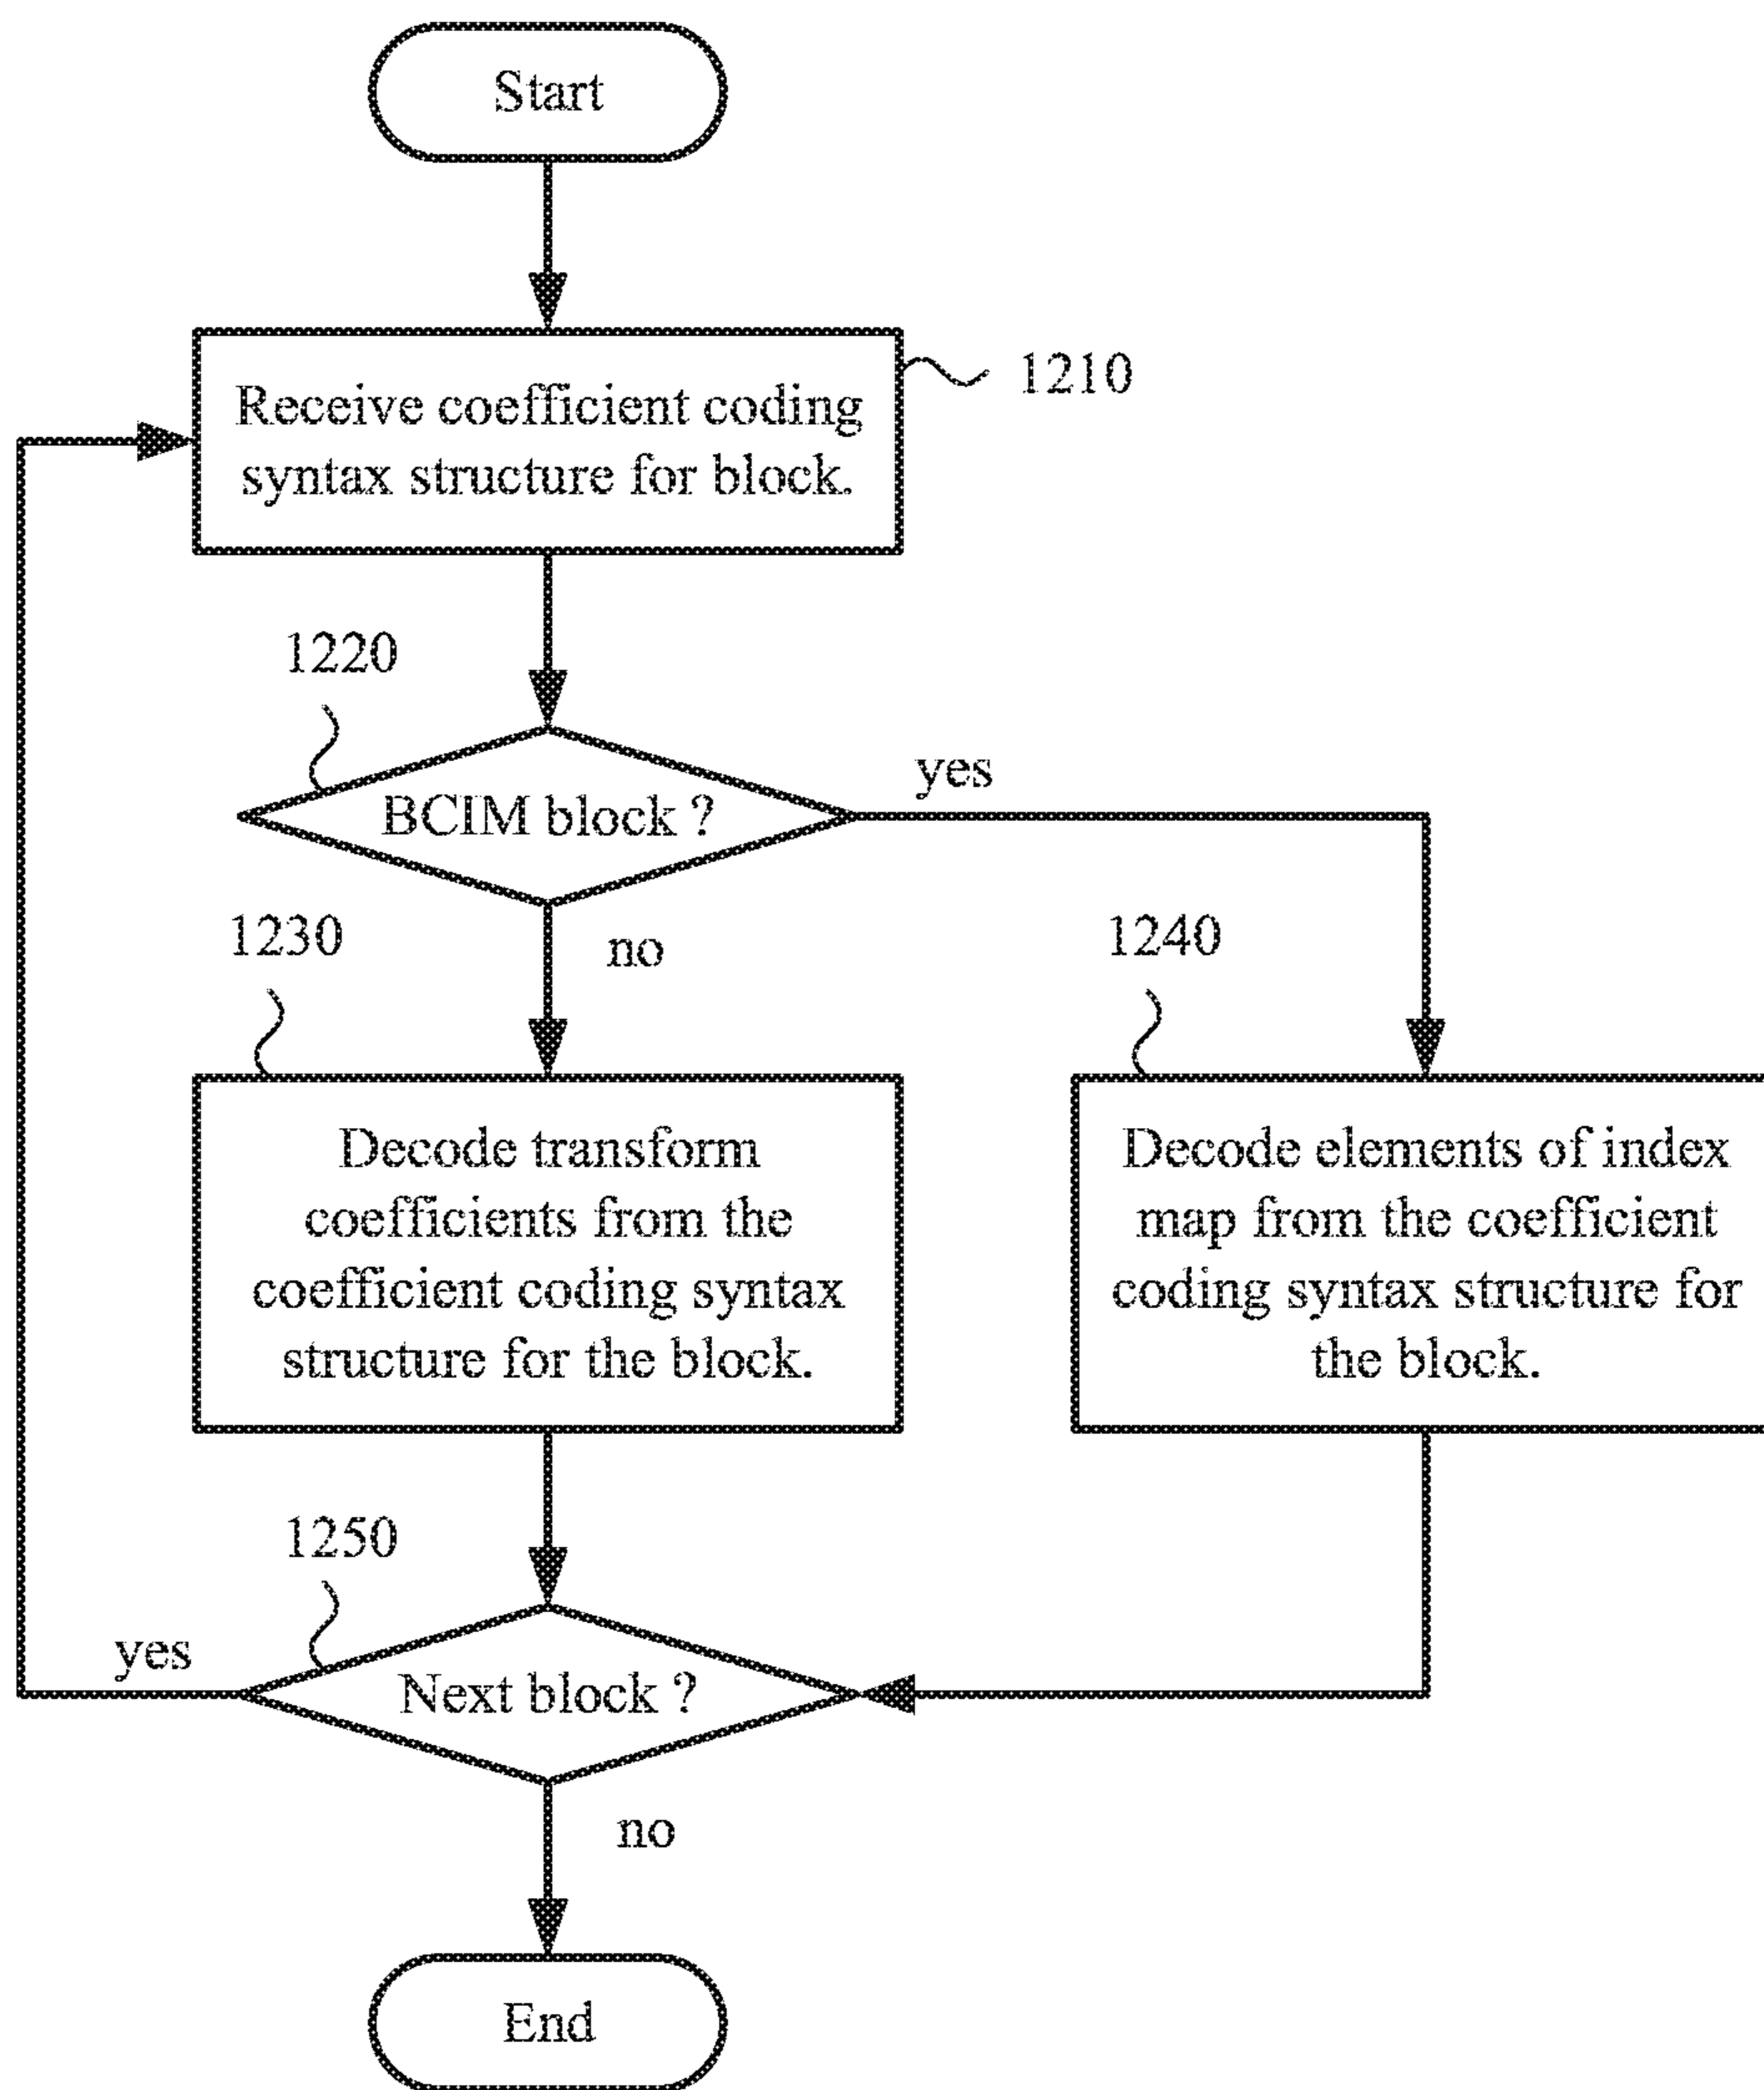 Start
Receive coefficient coding
syntax structure for block.
1210
1220
BCIM block ?
yes
no
1230
Decode transform
coefficients from the
coefficient coding syntax
structure for the block.
1240
Decode elements of index
map from the coefficient
coding syntax structure for
the block.
1250
Next block ?
yes
no
End